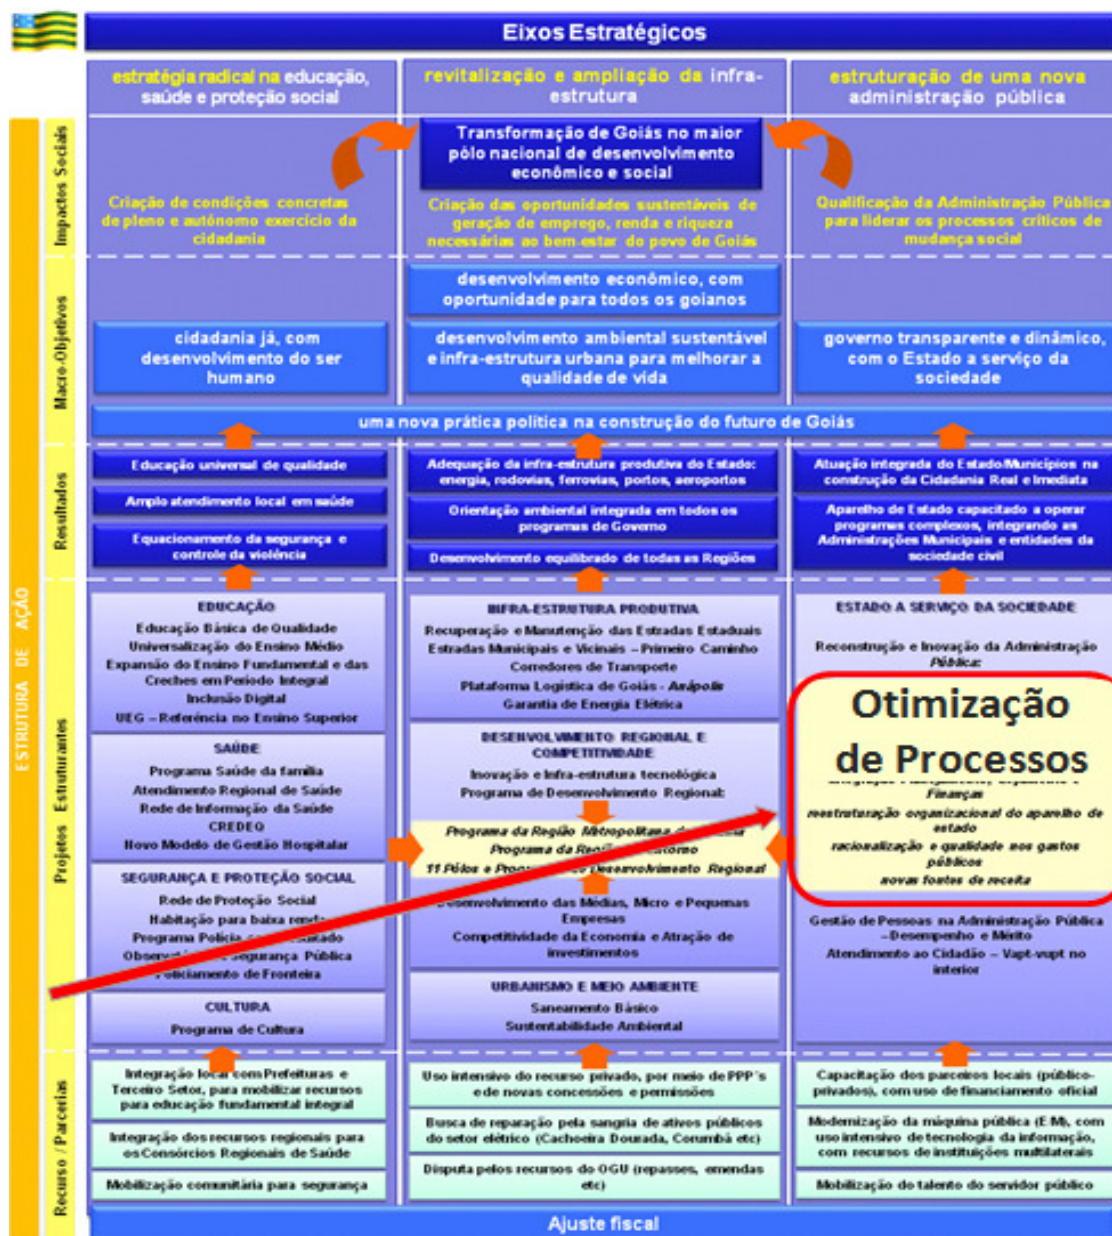 Eixos Estratégicos
estratégia radical na educação,
saúde e proteção social
revitalização e ampliação da infra-
estrutura
estruturação de uma nova
administração pública
ESTRUTURA DE AÇÃO
Impactos Sociais
Transformação de Goiás no maior
pólo nacional de desenvolvimento
econômico e social
Criação de condições concretas
de pleno e autônomo exercício da
cidadania
Criação das oportunidades sustentáveis de
geração de emprego, renda e riqueza
necessárias ao bem-estar do povo de Goiás
Qualificação da Administração Pública
para liderar os processos críticos de
mudança social
Macro-Objetivos
desenvolvimento econômico, com
oportunidade para todos os goianos
cidadania já, com
desenvolvimento do ser
humano
desenvolvimento ambiental sustentável
e infra-estrutura urbana para melhorar a
qualidade de vida
governo transparente e dinâmico,
com o Estado a serviço da
sociedade
uma nova prática política na construção do futuro de Goiás
Resultados
Educação universal de qualidade
Amplo atendimento local em saúde
Equacionamento da segurança e
controle da violência
Adequação da infra-estrutura produtiva do Estado:
energia, rodovias, ferrovias, portos, aeroportos
Orientação ambiental integrada em todos os
programas de Governo
Desenvolvimento equilibrado de todas as Regiões
Atuação integrada do Estado/Municípios na
construção da Cidadania Real e Imediata
Aparelho de Estado capacitado a operar
programas complexos, integrando as
Administrações Municipais e entidades da
sociedade civil
Projetos Estruturantes
EDUCAÇÃO
Educação Básica de Qualidade
Universalização do Ensino Médio
Expansão do Ensino Fundamental e das
Creches em Período Integral
Inclusão Digital
UEG – Referência no Ensino Superior
SAÚDE
Programa Saúde da família
Atendimento Regional de Saúde
Rede de Informação da Saúde
CREDEQ
Novo Modelo de Gestão Hospitalar
SEGURANÇA E PROTEÇÃO SOCIAL
Rede de Proteção Social
Habitação para baixa renda
Programa Polícia
Segurança Pública
Policiamento de Fronteira
CULTURA
Programa de Cultura
INFRA-ESTRUTURA PRODUTIVA
Recuperação e Manutenção das Estradas Estaduais
Estradas Municipais e Vicinais – Primeiro Caminho
Corredores de Transporte
Plataforma Logística de Goiás - Anápolis
Garantia de Energia Elétrica
DESENVOLVIMENTO REGIONAL E
COMPETITIVIDADE
Inovação e Infra-estrutura tecnológica
Programa de Desenvolvimento Regional:
Programa da Região Metropolitana
Programa da Região
11 Pólos e Desenvolvimento Regional
Desenvolvimento das Médias, Micro e Pequenas
Empresas
Competitividade da Economia e Atração de
investimentos
URBANISMO E MEIO AMBIENTE
Saneamento Básico
Sustentabilidade Ambiental
ESTADO A SERVIÇO DA SOCIEDADE
Reconstrução e Inovação da Administração
Pública:
Otimização
de Processos
Finanças
reestruturação organizacional do aparelho de
estado
racionalização e qualidade nos gastos
públicos
novas fontes de receita
Gestão de Pessoas na Administração Pública
– Desempenho e Mérito
Atendimento ao Cidadão – Vapt-vupt no
interior
Recurso / Parcerias
Integração local com Prefeituras e
Terceiro Setor, para mobilizar recursos
para educação fundamental integral
Integração dos recursos regionais para
os Consórcios Regionais de Saúde
Mobilização comunitária para segurança
Uso intensivo do recurso privado, por meio de PPP´s
e de novas concessões e permissões
Busca de reparação pela sangria de ativos públicos
do setor elétrico (Cachoeira Dourada, Corumbá etc)
Disputa pelos recursos do OGU (repasses, emendas
etc)
Capacitação dos parceiros locais (público-
privados), com uso de financiamento oficial
Modernização da máquina pública (E M), com
uso intensivo de tecnologia da informação,
com recursos de instituições multilaterais
Mobilização do talento do servidor público
Ajuste fiscal